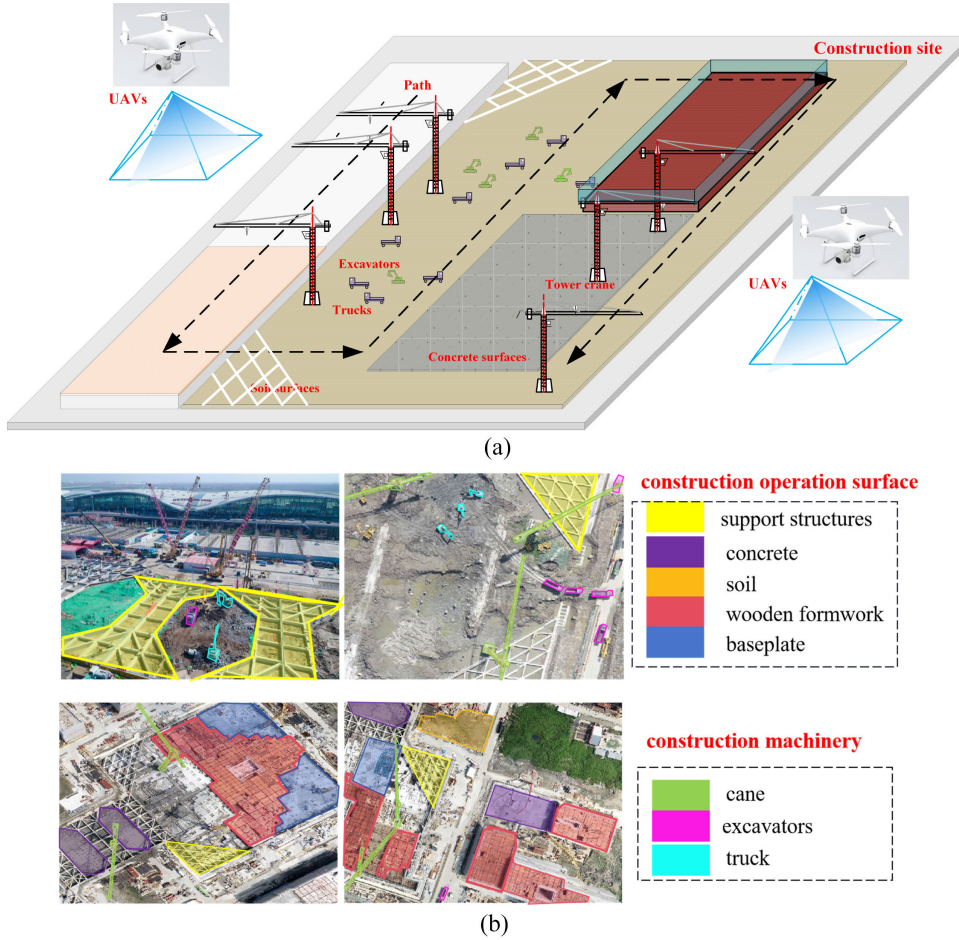 Construction site
UAVs
Path
UAVs
Excavators
Tower crane
Trucks
Concrete surfaces
Soil surfaces
(a)
construction operation surface
support structures
concrete
soil
wooden formwork
baseplate
construction machinery
cane
excavators
truck
(b)